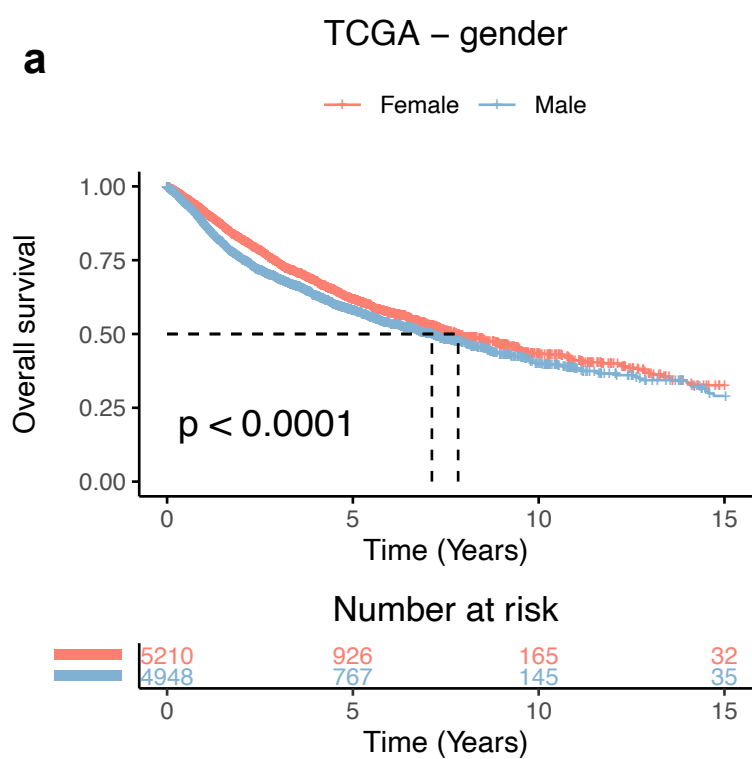 TCGA – gender
a
Female Male
1.00
0.75
0.50
0.25
0.00
Overall survival
p < 0.0001
0 5 10 15
Time (Years)
Number at risk
5210 926 165 32
4948 767 145 35
0 5 10 15
Time (Years)